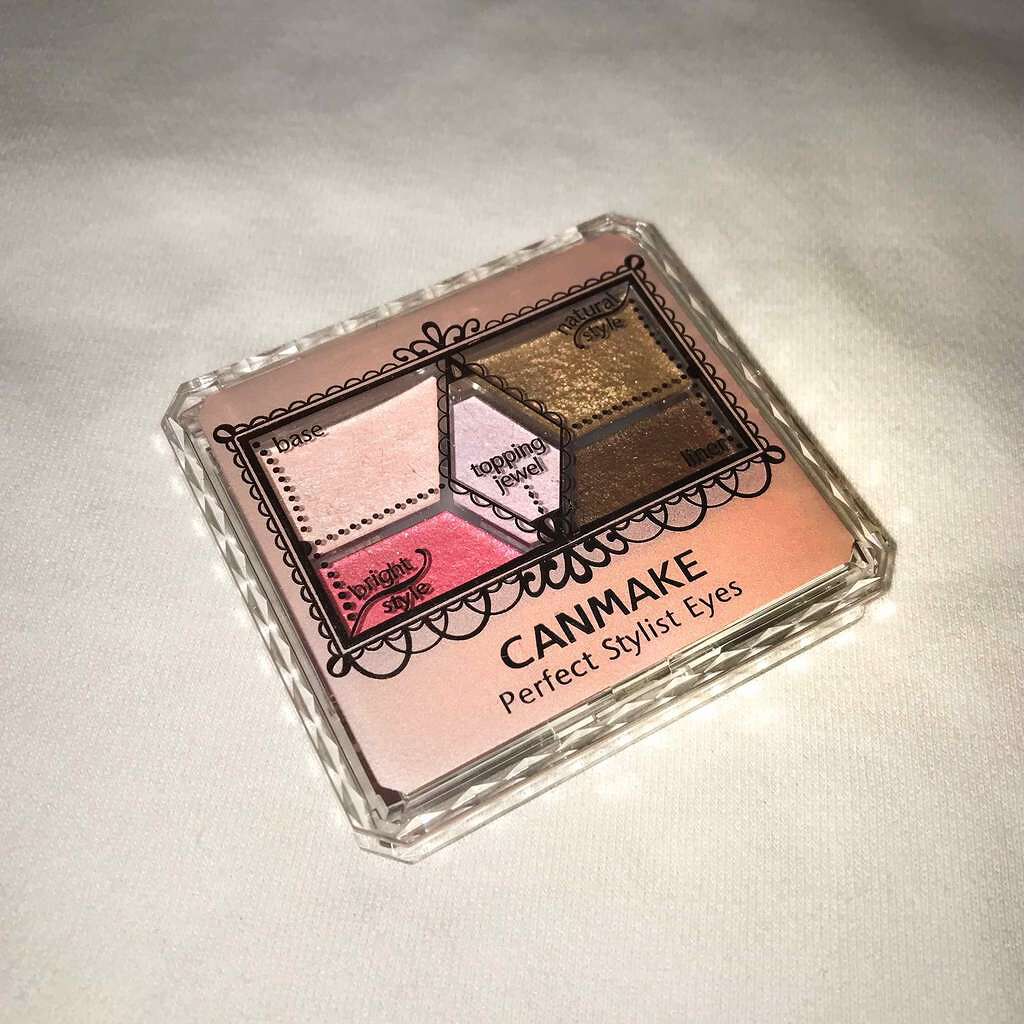 base
bright
style
topping
jewel
natural
style
liner
CANMAKE
Perfect Stylist Eyes